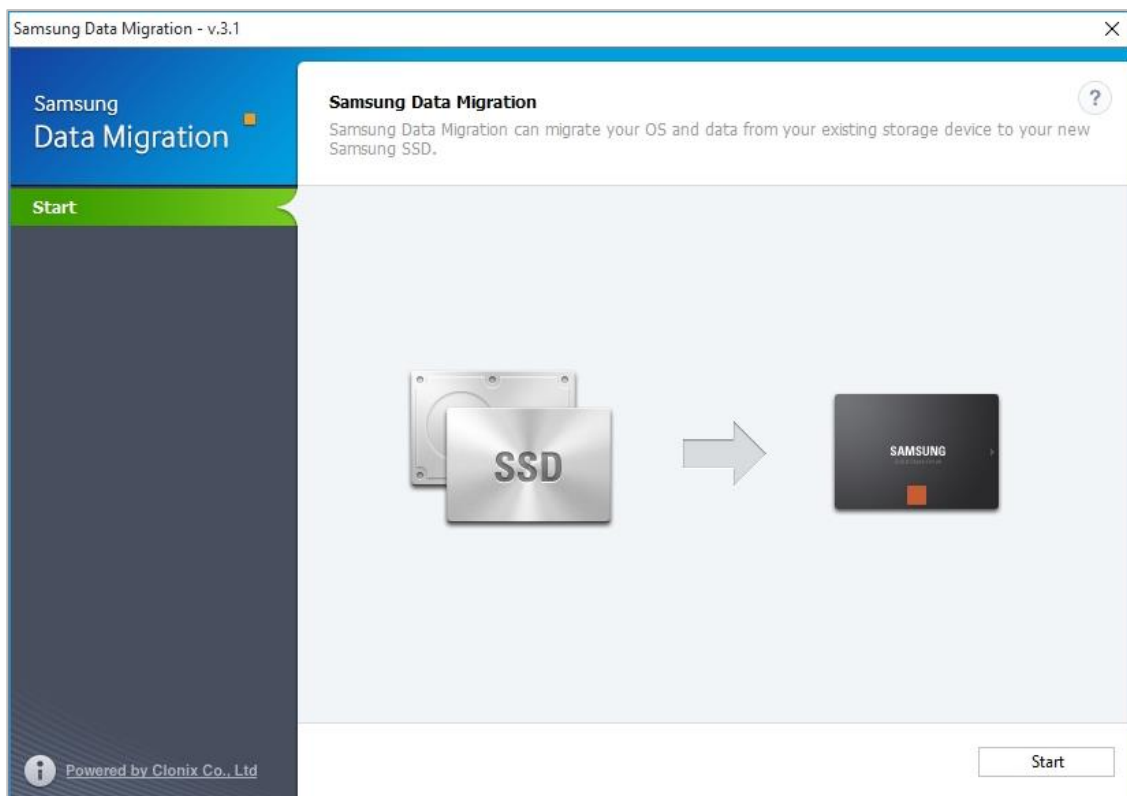 Samsung Data Migration - v.3.1
Samsung
Data Migration
Samsung Data Migration
?
Samsung Data Migration can migrate your OS and data from your existing storage device to your new
Samsung SSD.
Start
SSD
SAMSUNG
Powered by Clonix Co., Ltd
Start